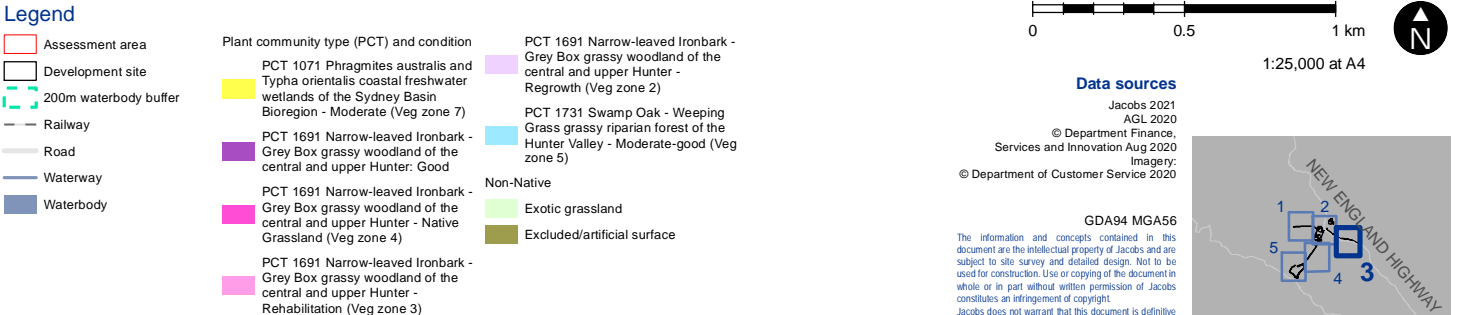 Legend
Assessment area
Development site
200m waterbody buffer
Railway
Road
Waterway
Waterbody
Plant community type (PCT) and condition
PCT 1071 Phragmites australis and
Typha orientalis coastal freshwater
wetlands of the Sydney Basin
Bioregion - Moderate (Veg zone 7)
PCT 1691 Narrow-leaved Ironbark -
Grey Box grassy woodland of the
central and upper Hunter: Good
PCT 1691 Narrow-leaved Ironbark -
Grey Box grassy woodland of the
central and upper Hunter - Native
Grassland (Veg zone 4)
PCT 1691 Narrow-leaved Ironbark -
Grey Box grassy woodland of the
central and upper Hunter -
Rehabilitation (Veg zone 3)
PCT 1691 Narrow-leaved Ironbark -
Grey Box grassy woodland of the
central and upper Hunter -
Regrowth (Veg zone 2)
PCT 1731 Swamp Oak - Weeping
Grass grassy riparian forest of the
Hunter Valley - Moderate-good (Veg
zone 5)
Non-Native
Exotic grassland
Excluded/artificial surface
0 0.5 1 km
N
1:25,000 at A4
Data sources
Jacobs 2021
AGL 2020
© Department Finance,
Services and Innovation Aug 2020
Imagery:
© Department of Customer Service 2020
GDA94 MGA56
The information and concepts contained in this
document are the intellectual property of Jacobs and are
subject to site survey and detailed design. Not to be
used for construction. Use or copying of the document in
whole or in part without written permission of Jacobs
constitutes an infringement of copyright.
Jacobs does not warrant that this document is definitive
NEW ENGLAND HIGHWAY
1
2
5
4
3